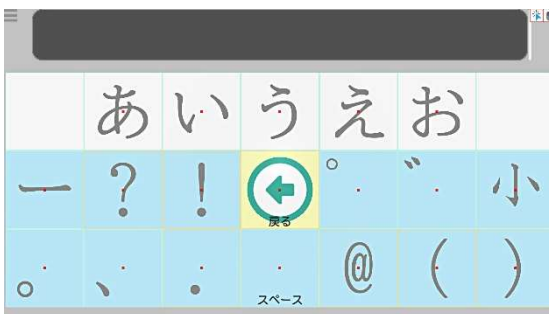 あ い う え お
ー ? ! 戻る ゜ ゛ 小
。 、 . スペース @ ( )